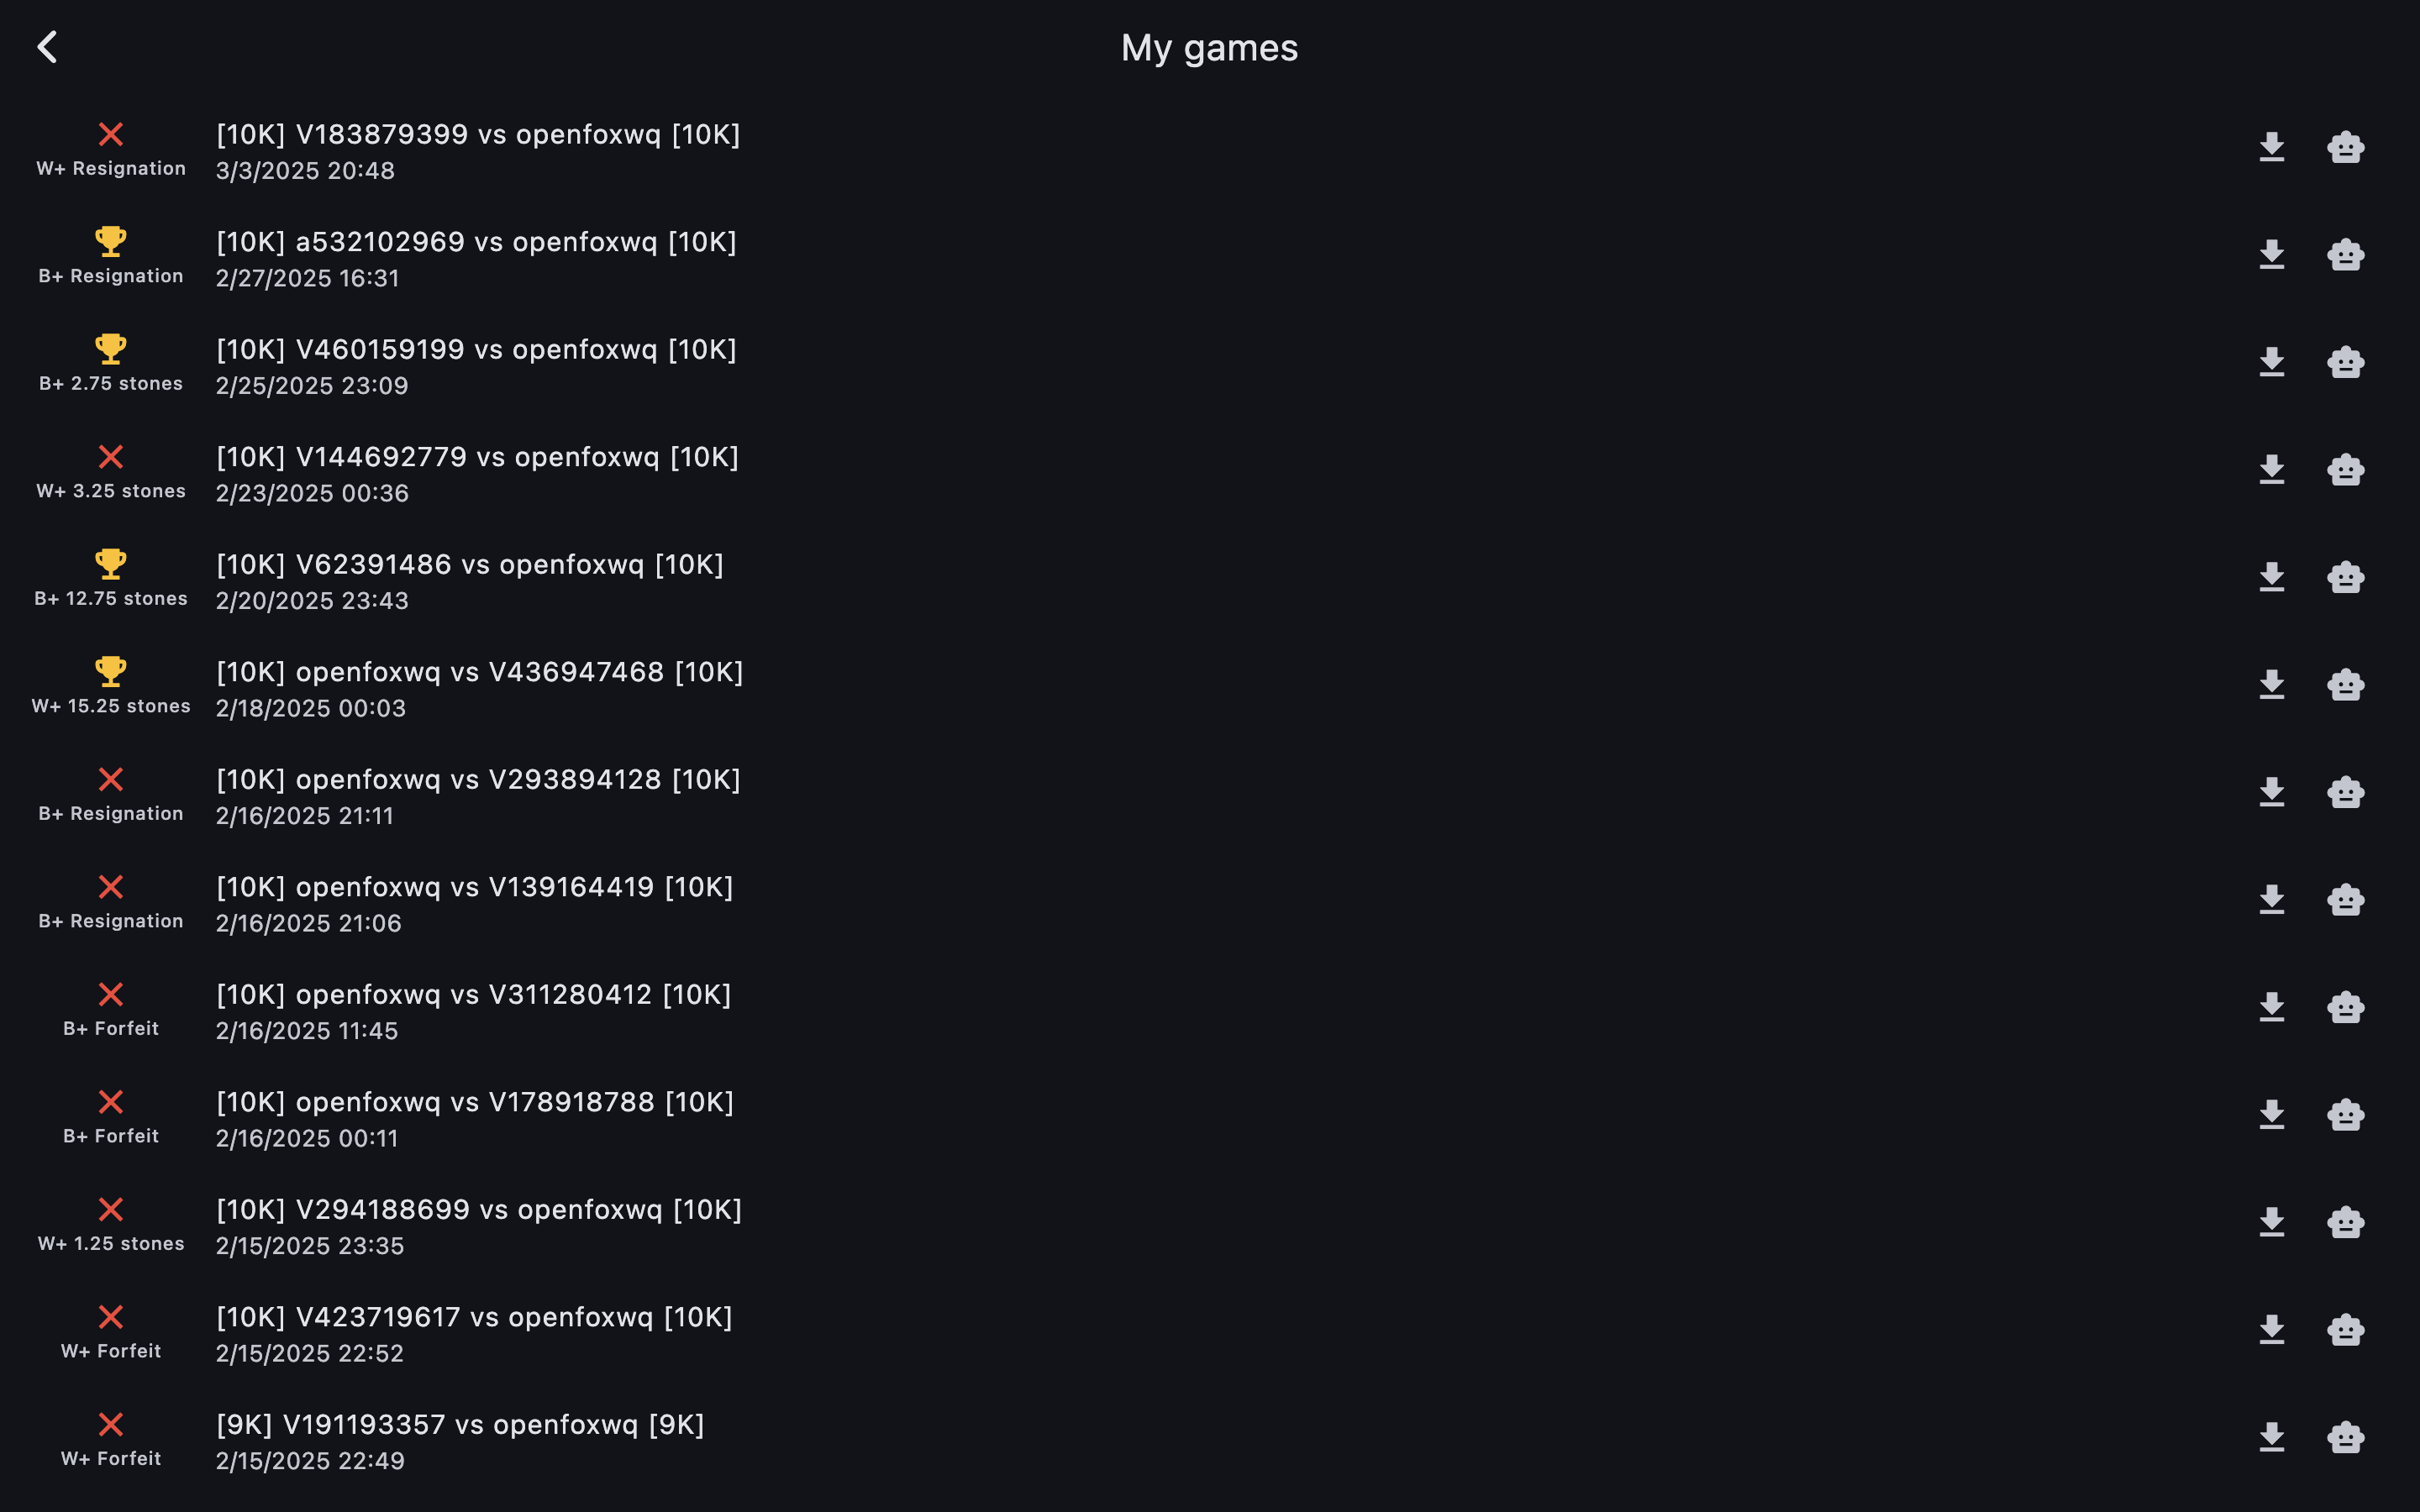 My games
[10K] V183879399 vs openfoxwq [10K]
W+ Resignation
3/3/2025 20:48
[10K] a532102969 vs openfoxwq [10K]
B+ Resignation
2/27/2025 16:31
[10K] V460159199 vs openfoxwq [10K]
B+ 2.75 stones
2/25/2025 23:09
[10K] V144692779 vs openfoxwq [10K]
W+ 3.25 stones
2/23/2025 00:36
[10K] V62391486 vs openfoxwq [10K]
B+ 12.75 stones
2/20/2025 23:43
[10K] openfoxwq vs V436947468 [10K]
W+ 15.25 stones
2/18/2025 00:03
[10K] openfoxwq vs V293894128 [10K]
B+ Resignation
2/16/2025 21:11
[10K] openfoxwq vs V139164419 [10K]
B+ Resignation
2/16/2025 21:06
[10K] openfoxwq vs V311280412 [10K]
B+ Forfeit
2/16/2025 11:45
[10K] openfoxwq vs V178918788 [10K]
B+ Forfeit
2/16/2025 00:11
[10K] V294188699 vs openfoxwq [10K]
W+ 1.25 stones
2/15/2025 23:35
[10K] V423719617 vs openfoxwq [10K]
W+ Forfeit
2/15/2025 22:52
[9K] V191193357 vs openfoxwq [9K]
W+ Forfeit
2/15/2025 22:49